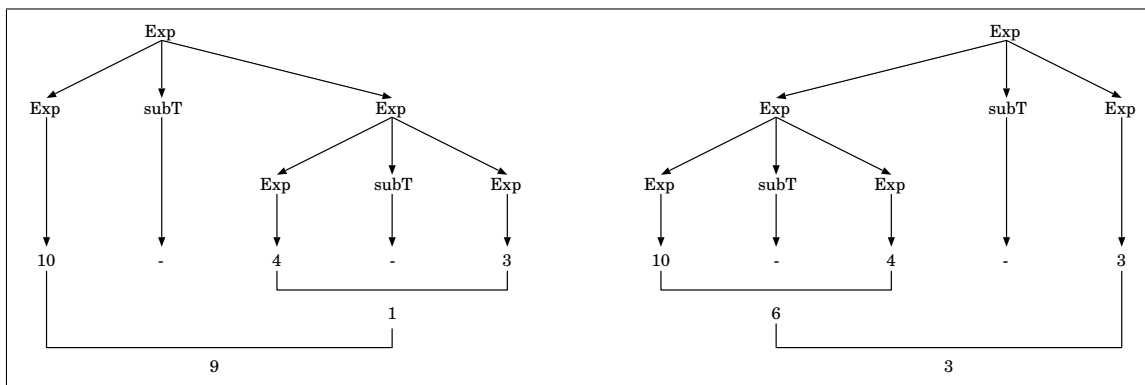 Exp Exp
Exp subT Exp Exp subT Exp
Exp subT Exp Exp subT Exp
10 - 4 - 3 10 - 4 - 3
1 6
9 3